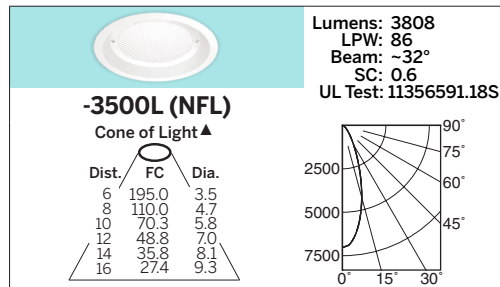 Lumens: 3808
LPW: 86
Beam: ~32°
SC: 0.6
UL Test: 11356591.18S
-3500L (NFL)
Cone of Light▲
Dist. FC Dia.
6 195.0 3.5
8 110.0 4.7
10 70.3 5.8
12 48.8 7.0
14 35.8 8.1
16 27.4 9.3
90°
75°
60°
45°
2500
5000
7500
0° 15° 30°